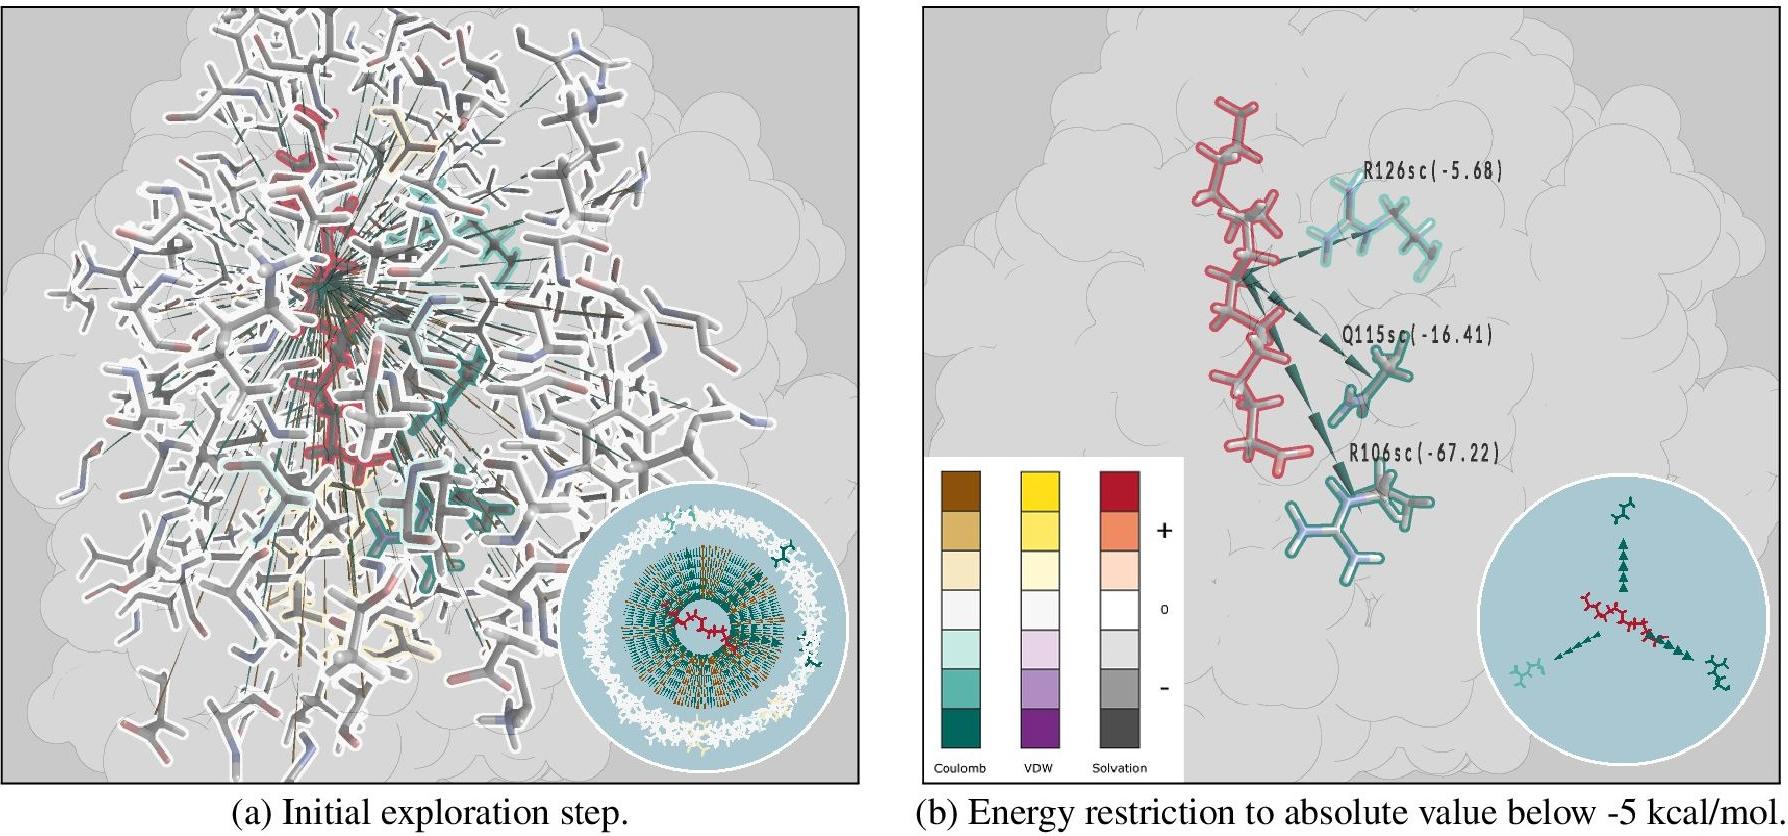 R126sc(-5.68)
Q115sc(-16.41)
R106sc(-67.22)
+
o
-
Coulomb VDW Solvation
(a) Initial exploration step.
(b) Energy restriction to absolute value below -5 kcal/mol.